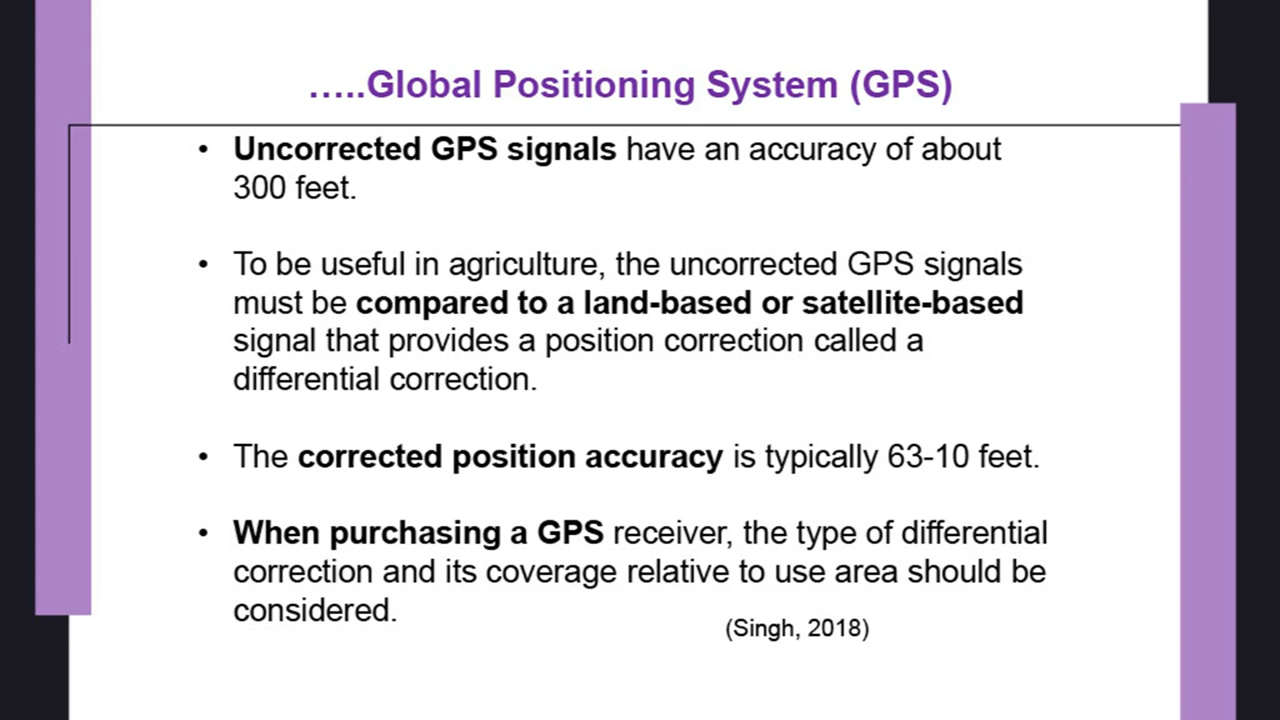 …..Global Positioning System (GPS)
• Uncorrected GPS signals have an accuracy of about
300 feet.
• To be useful in agriculture, the uncorrected GPS signals
must be compared to a land-based or satellite-based
signal that provides a position correction called a
differential correction.
• The corrected position accuracy is typically 63-10 feet.
• When purchasing a GPS receiver, the type of differential
correction and its coverage relative to use area should be
considered.
(Singh, 2018)